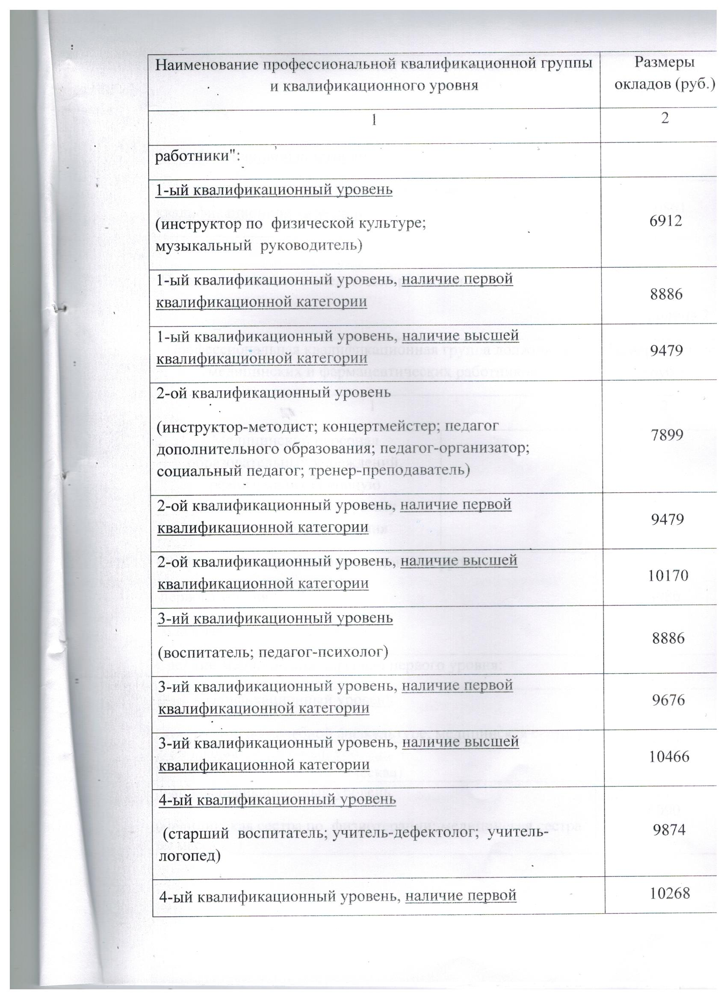 Наименование профессиональной квалификационной группы
и квалификационного уровня
Размеры
окладов (руб.)
1
2
работники":
1-ый квалификационный уровень
(инструктор по физической культуре;
музыкальный руководитель)
6912
1-ый квалификационный уровень, наличие первой
квалификационной категории
8886
1-ый квалификационный уровень, наличие высшей
квалификационной категории
9479
2-ой квалификационный уровень
(инструктор-методист; концертмейстер; педагог
дополнительного образования; педагог-организатор;
социальный педагог; тренер-преподаватель)
7899
2-ой квалификационный уровень, наличие первой
квалификационной категории
9479
2-ой квалификационный уровень, наличие высшей
квалификационной категории
10170
3-ий квалификационный уровень
(воспитатель; педагог-психолог)
8886
3-ий квалификационный уровень, наличие первой
квалификационной категории
9676
3-ий квалификационный уровень, наличие высшей
квалификационной категории
10466
4-ый квалификационный уровень
(старший воспитатель; учитель-дефектолог; учитель-
логопед)
9874
4-ый квалификационный уровень, наличие первой
10268